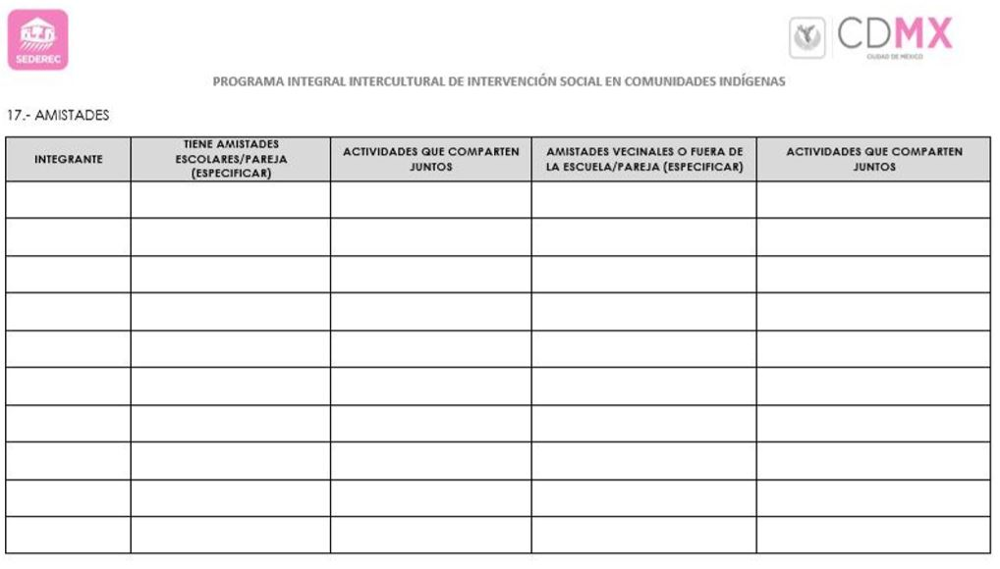 SEDEREC
CDMX
CIUDAD DE MÉXICO
PROGRAMA INTEGRAL INTERCULTURAL DE INTERVENCIÓN SOCIAL EN COMUNIDADES INDÍGENAS
17.- AMISTADES
INTEGRANTE
TIENE AMISTADES
ESCOLARES/PAREJA
(ESPECIFICAR)
ACTIVIDADES QUE COMPARTEN
JUNTOS
AMISTADES VECINALES O FUERA DE
LA ESCUELA/PAREJA (ESPECIFICAR)
ACTIVIDADES QUE COMPARTEN
JUNTOS